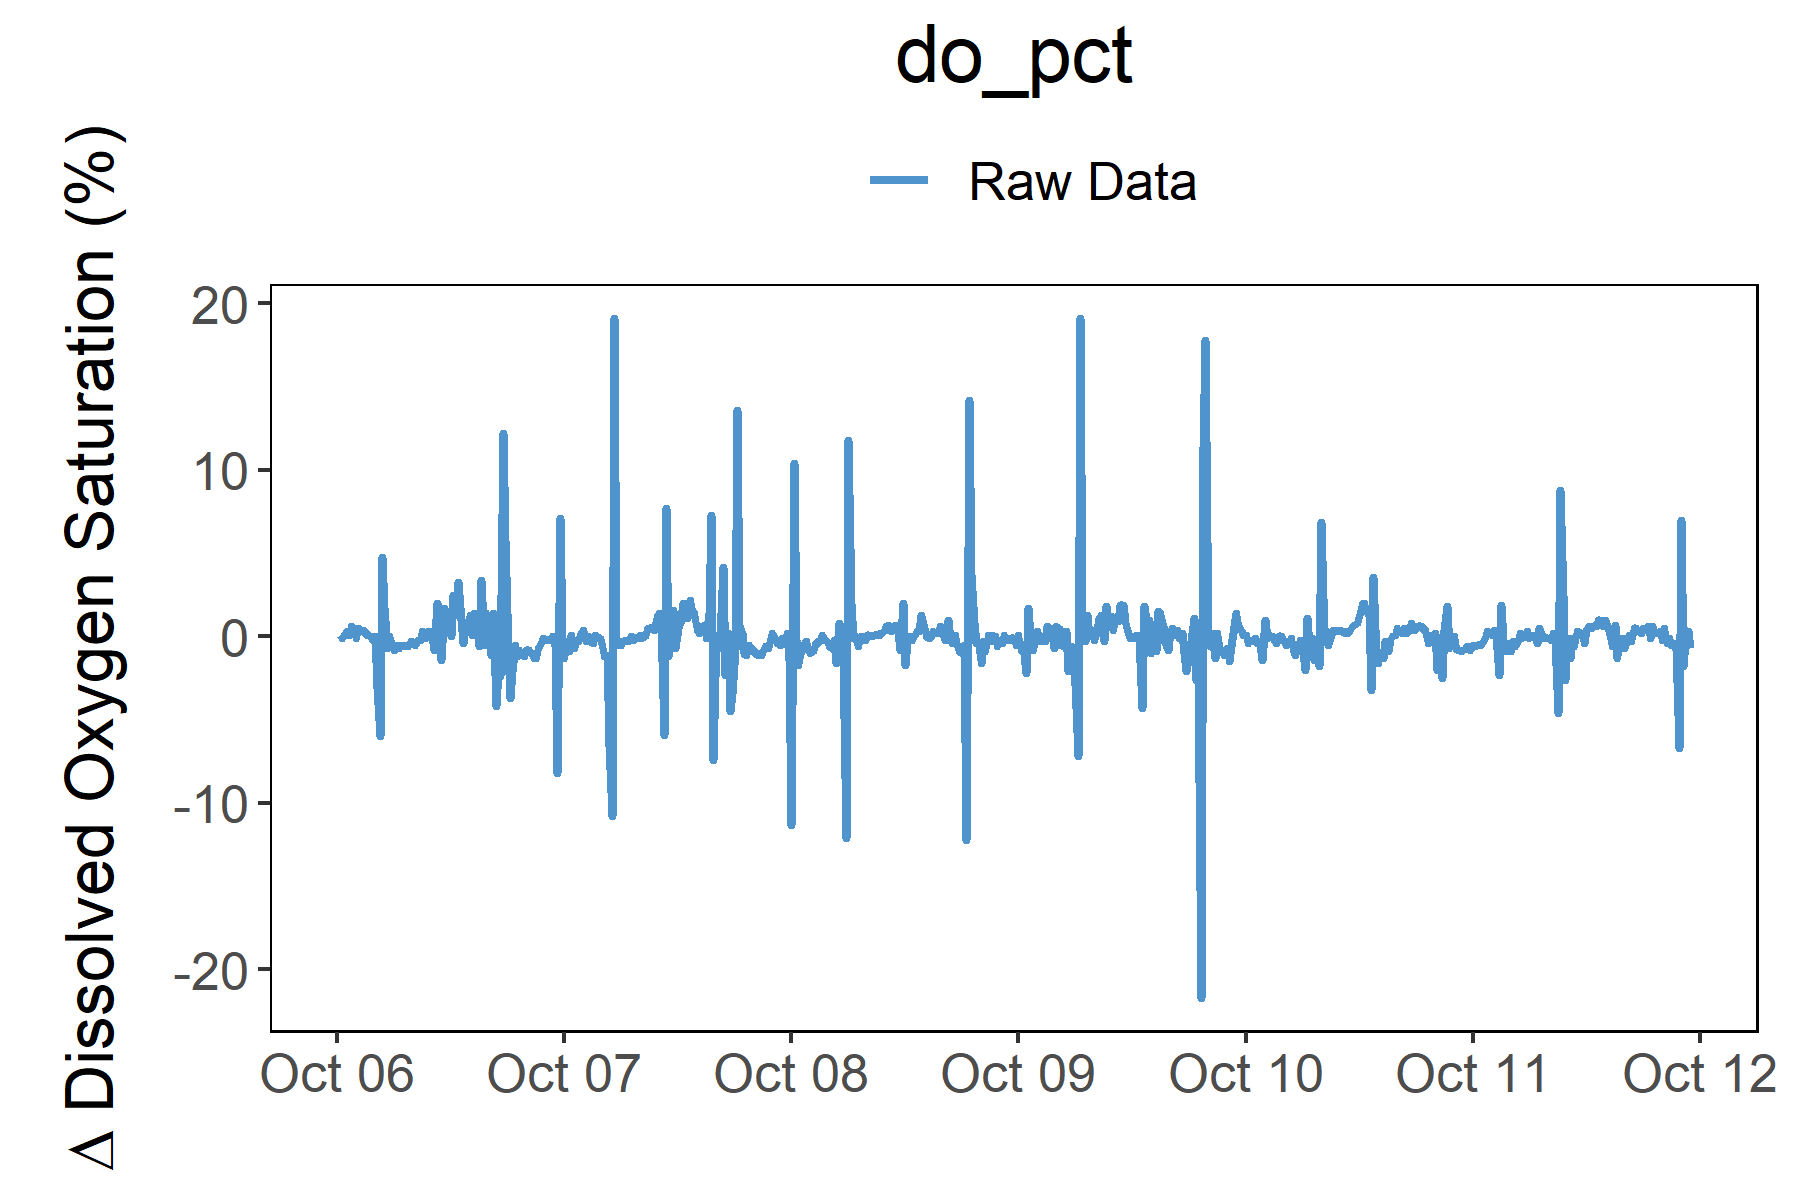 do_pct
Raw Data
Δ Dissolved Oxygen Saturation (%)
20
10
0
-10
-20
Oct 06 Oct 07 Oct 08 Oct 09 Oct 10 Oct 11 Oct 12